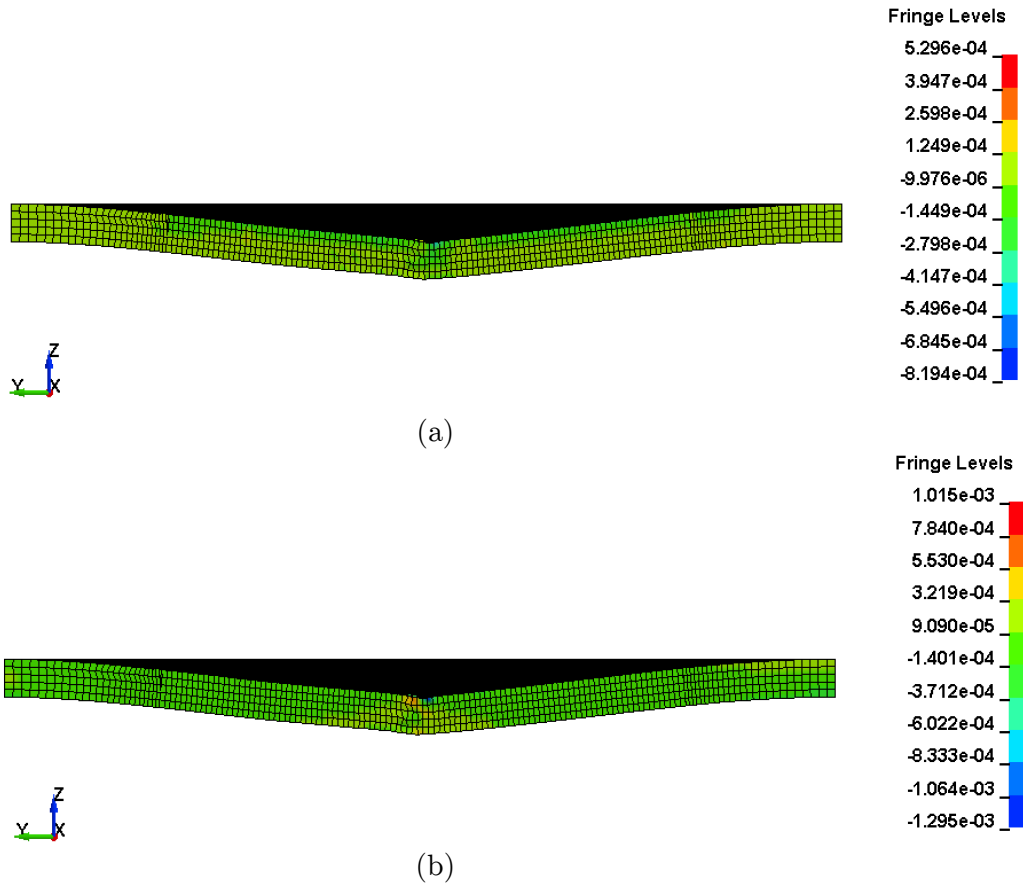 Fringe Levels
5.296e-04
3.947e-04
2.598e-04
1.249e-04
-9.976e-06
-1.449e-04
-2.798e-04
-4.147e-04
-5.496e-04
-6.845e-04
-8.194e-04
Z
Y X
(a)
Fringe Levels
1.015e-03
7.840e-04
5.530e-04
3.219e-04
9.090e-05
-1.401e-04
-3.712e-04
-6.022e-04
-8.333e-04
-1.064e-03
-1.295e-03
Z
Y X
(b)